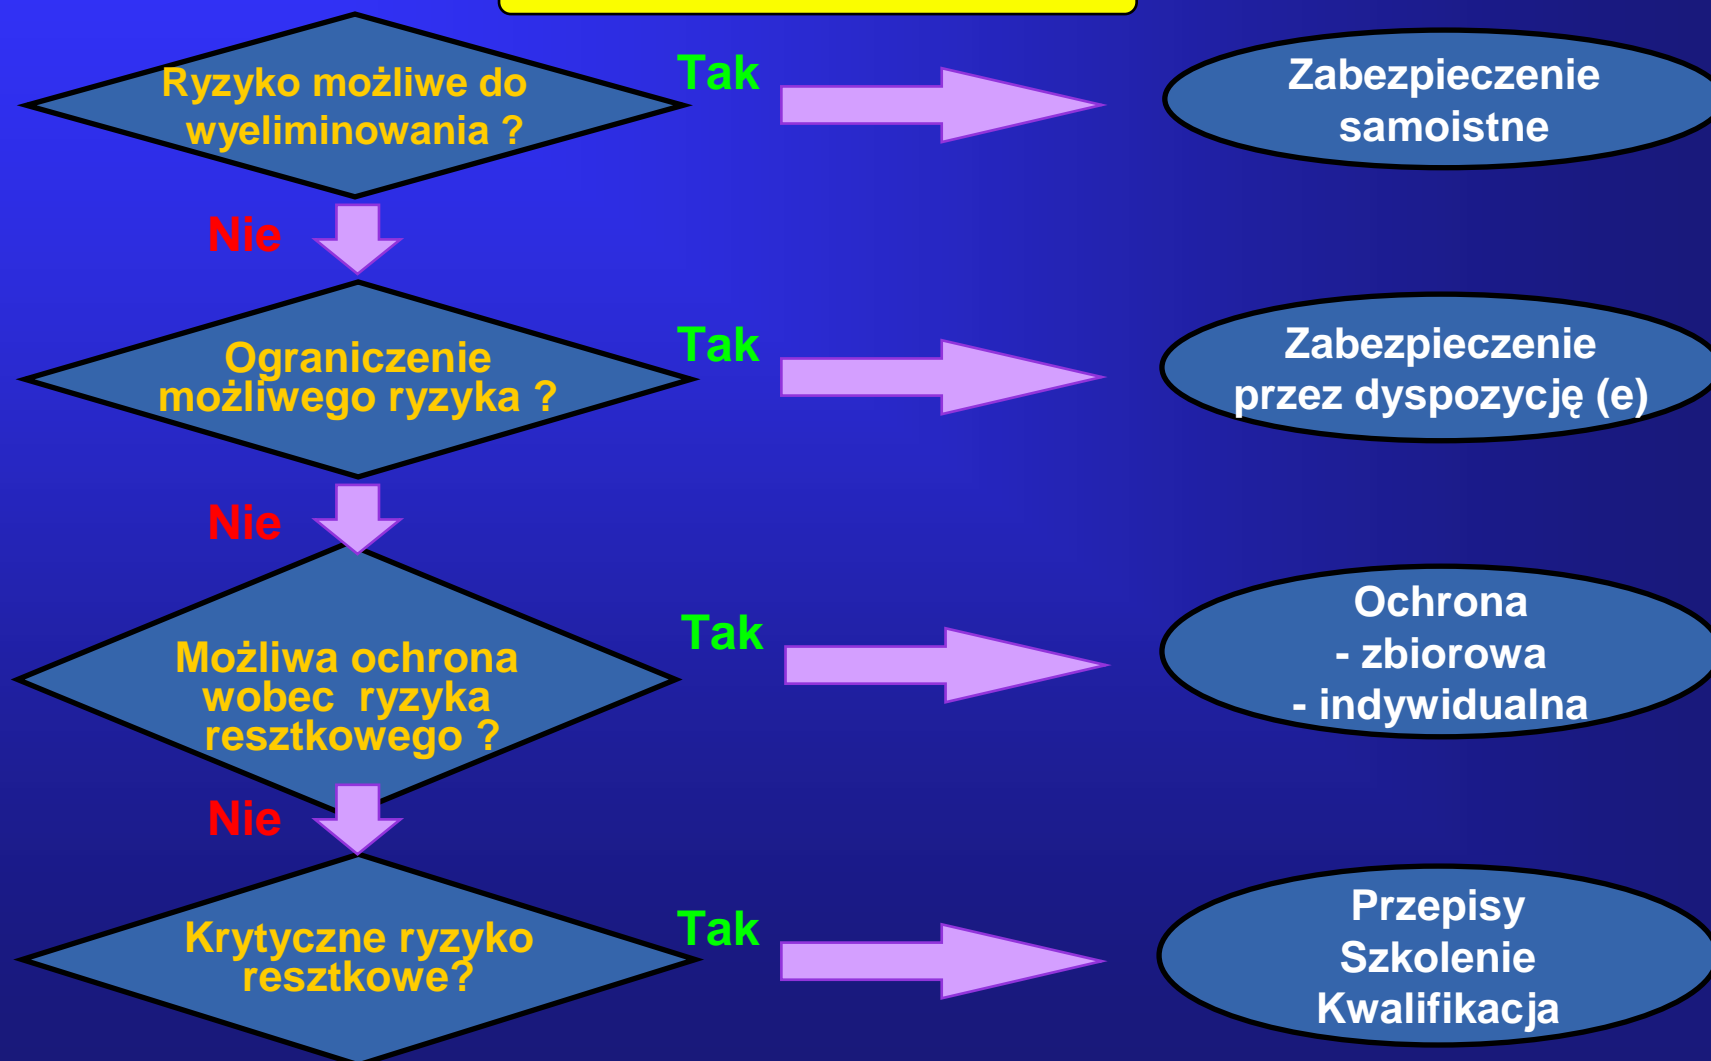 Ryzyko możliwe do
wyeliminowania ?
Tak
Zabezpieczenie
samoistne
Nie
Ograniczenie
możliwego ryzyka ?
Tak
Zabezpieczenie
przez dyspozycję (e)
Nie
Możliwa ochrona
wobec ryzyka
resztkowego ?
Tak
Ochrona
- zbiorowa
- indywidualna
Nie
Krytyczne ryzyko
resztkowe?
Tak
Przepisy
Szkolenie
Kwalifikacja